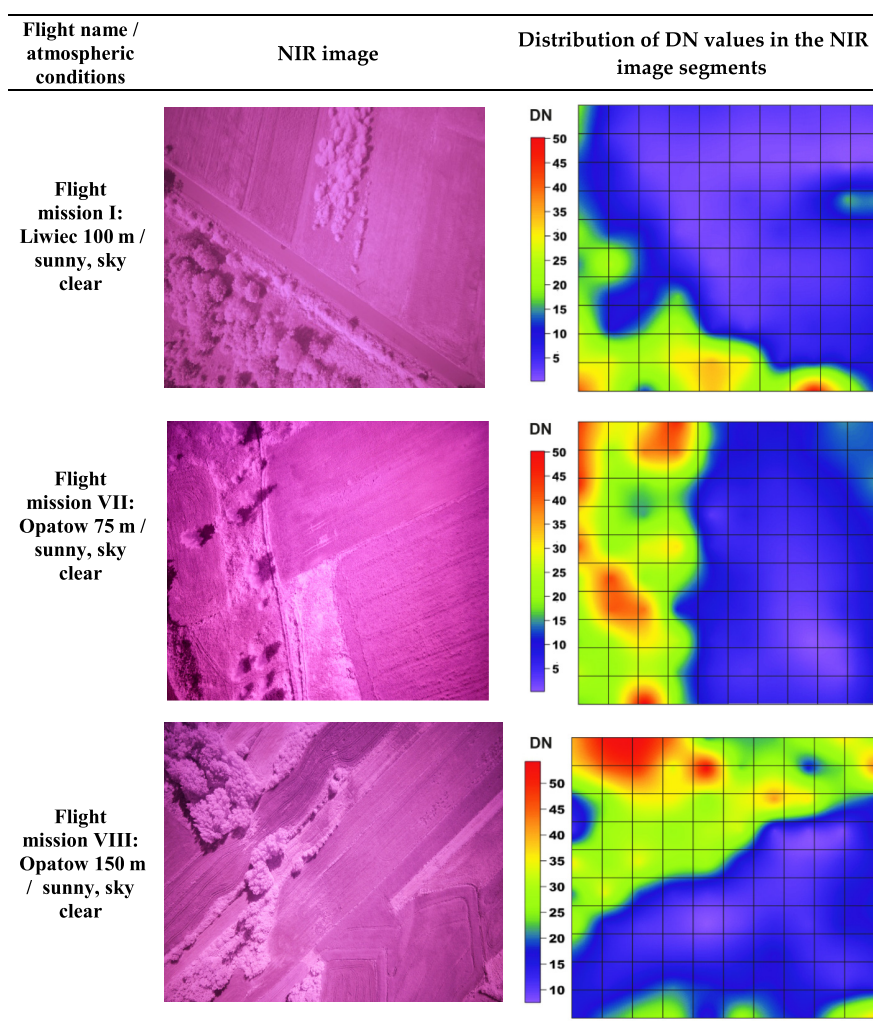 Flight name /
atmospheric
conditions
NIR image
Distribution of DN values in the NIR
image segments
Flight
mission I:
Liwiec 100 m /
sunny, sky
clear
DN
50
45
40
35
30
25
20
15
10
5
Flight
mission VII:
Opatow 75 m /
sunny, sky
clear
DN
50
45
40
35
30
25
20
15
10
5
Flight
mission VIII:
Opatow 150 m
/ sunny, sky
clear
DN
50
45
40
35
30
25
20
15
10